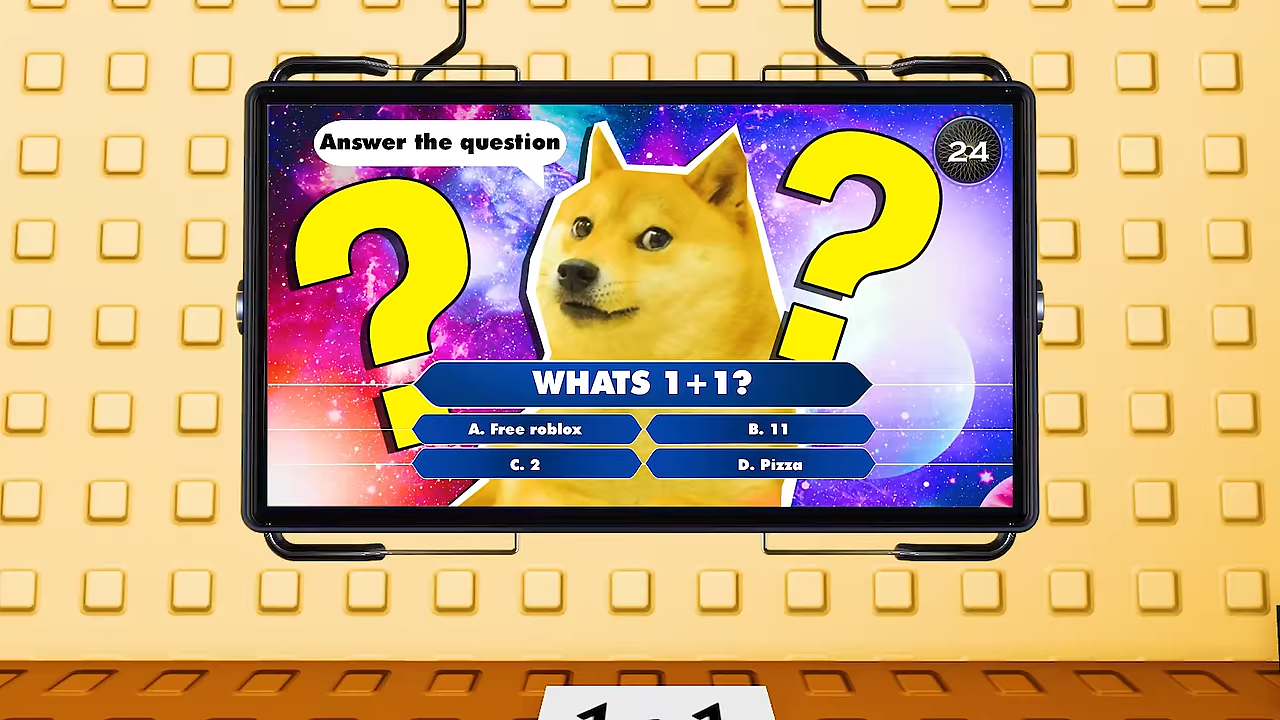 Answer the question
24
WHATS 1+1?
A. Free roblox
B. 11
C. 2
D. Pizza